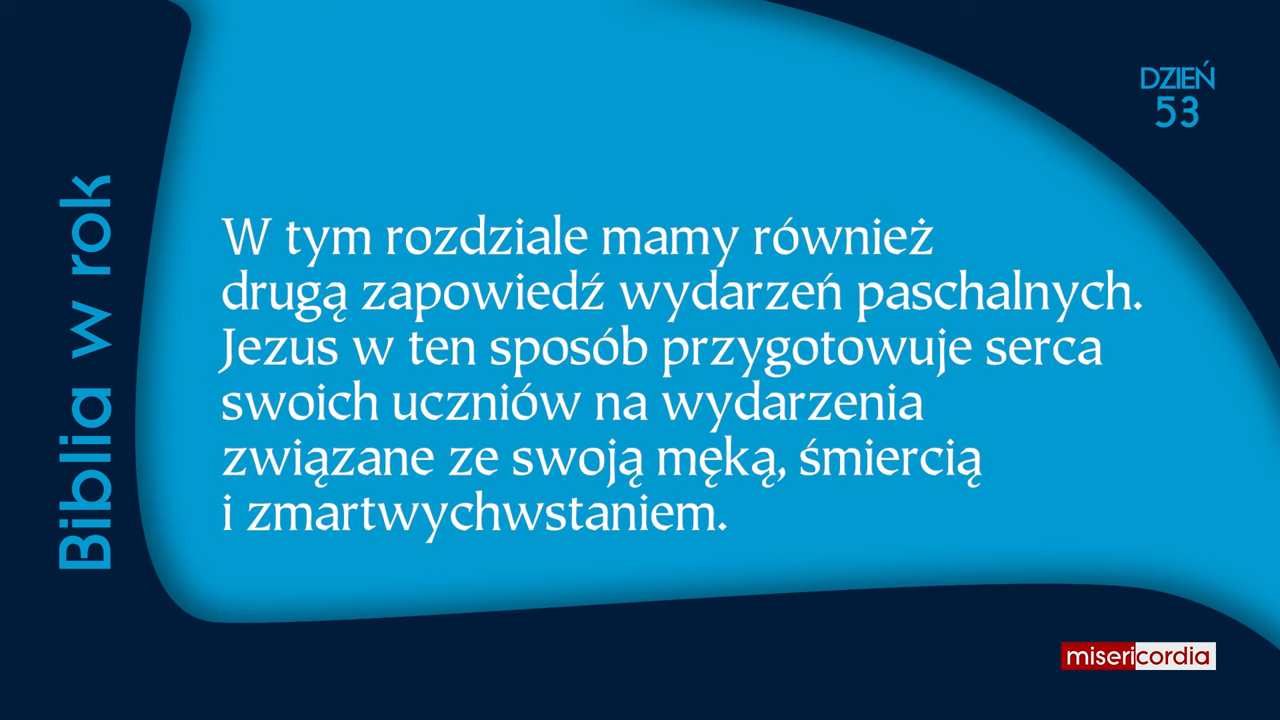 Biblia w rok
DZIEŃ
53
W tym rozdziale mamy również
drugą zapowiedź wydarzeń paschalnych.
Jezus w ten sposób przygotowuje serca
swoich uczniów na wydarzenia
związane ze swoją męką, śmiercią
i zmartwychwstaniem.
misericordia